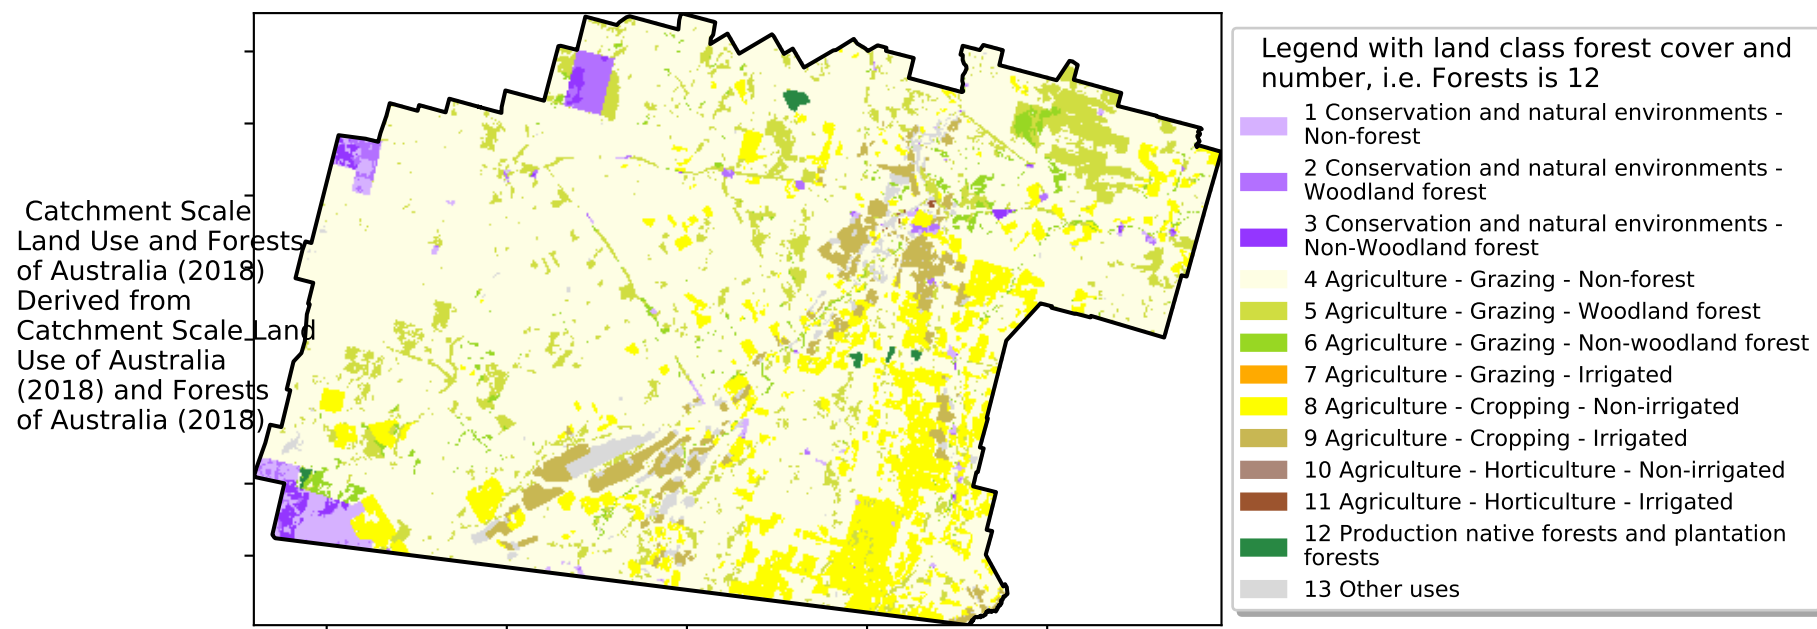 Catchment Scale
Land Use and Forests
of Australia (2018)
Derived from
Catchment Scale Land
Use of Australia
(2018) and Forests
of Australia (2018)
Legend with land class forest cover and
number, i.e. Forests is 12
1 Conservation and natural environments -
Non-forest
2 Conservation and natural environments -
Woodland forest
3 Conservation and natural environments -
Non-Woodland forest
4 Agriculture - Grazing - Non-forest
5 Agriculture - Grazing - Woodland forest
6 Agriculture - Grazing - Non-woodland forest
7 Agriculture - Grazing - Irrigated
8 Agriculture - Cropping - Non-irrigated
9 Agriculture - Cropping - Irrigated
10 Agriculture - Horticulture - Non-irrigated
11 Agriculture - Horticulture - Irrigated
12 Production native forests and plantation
forests
13 Other uses